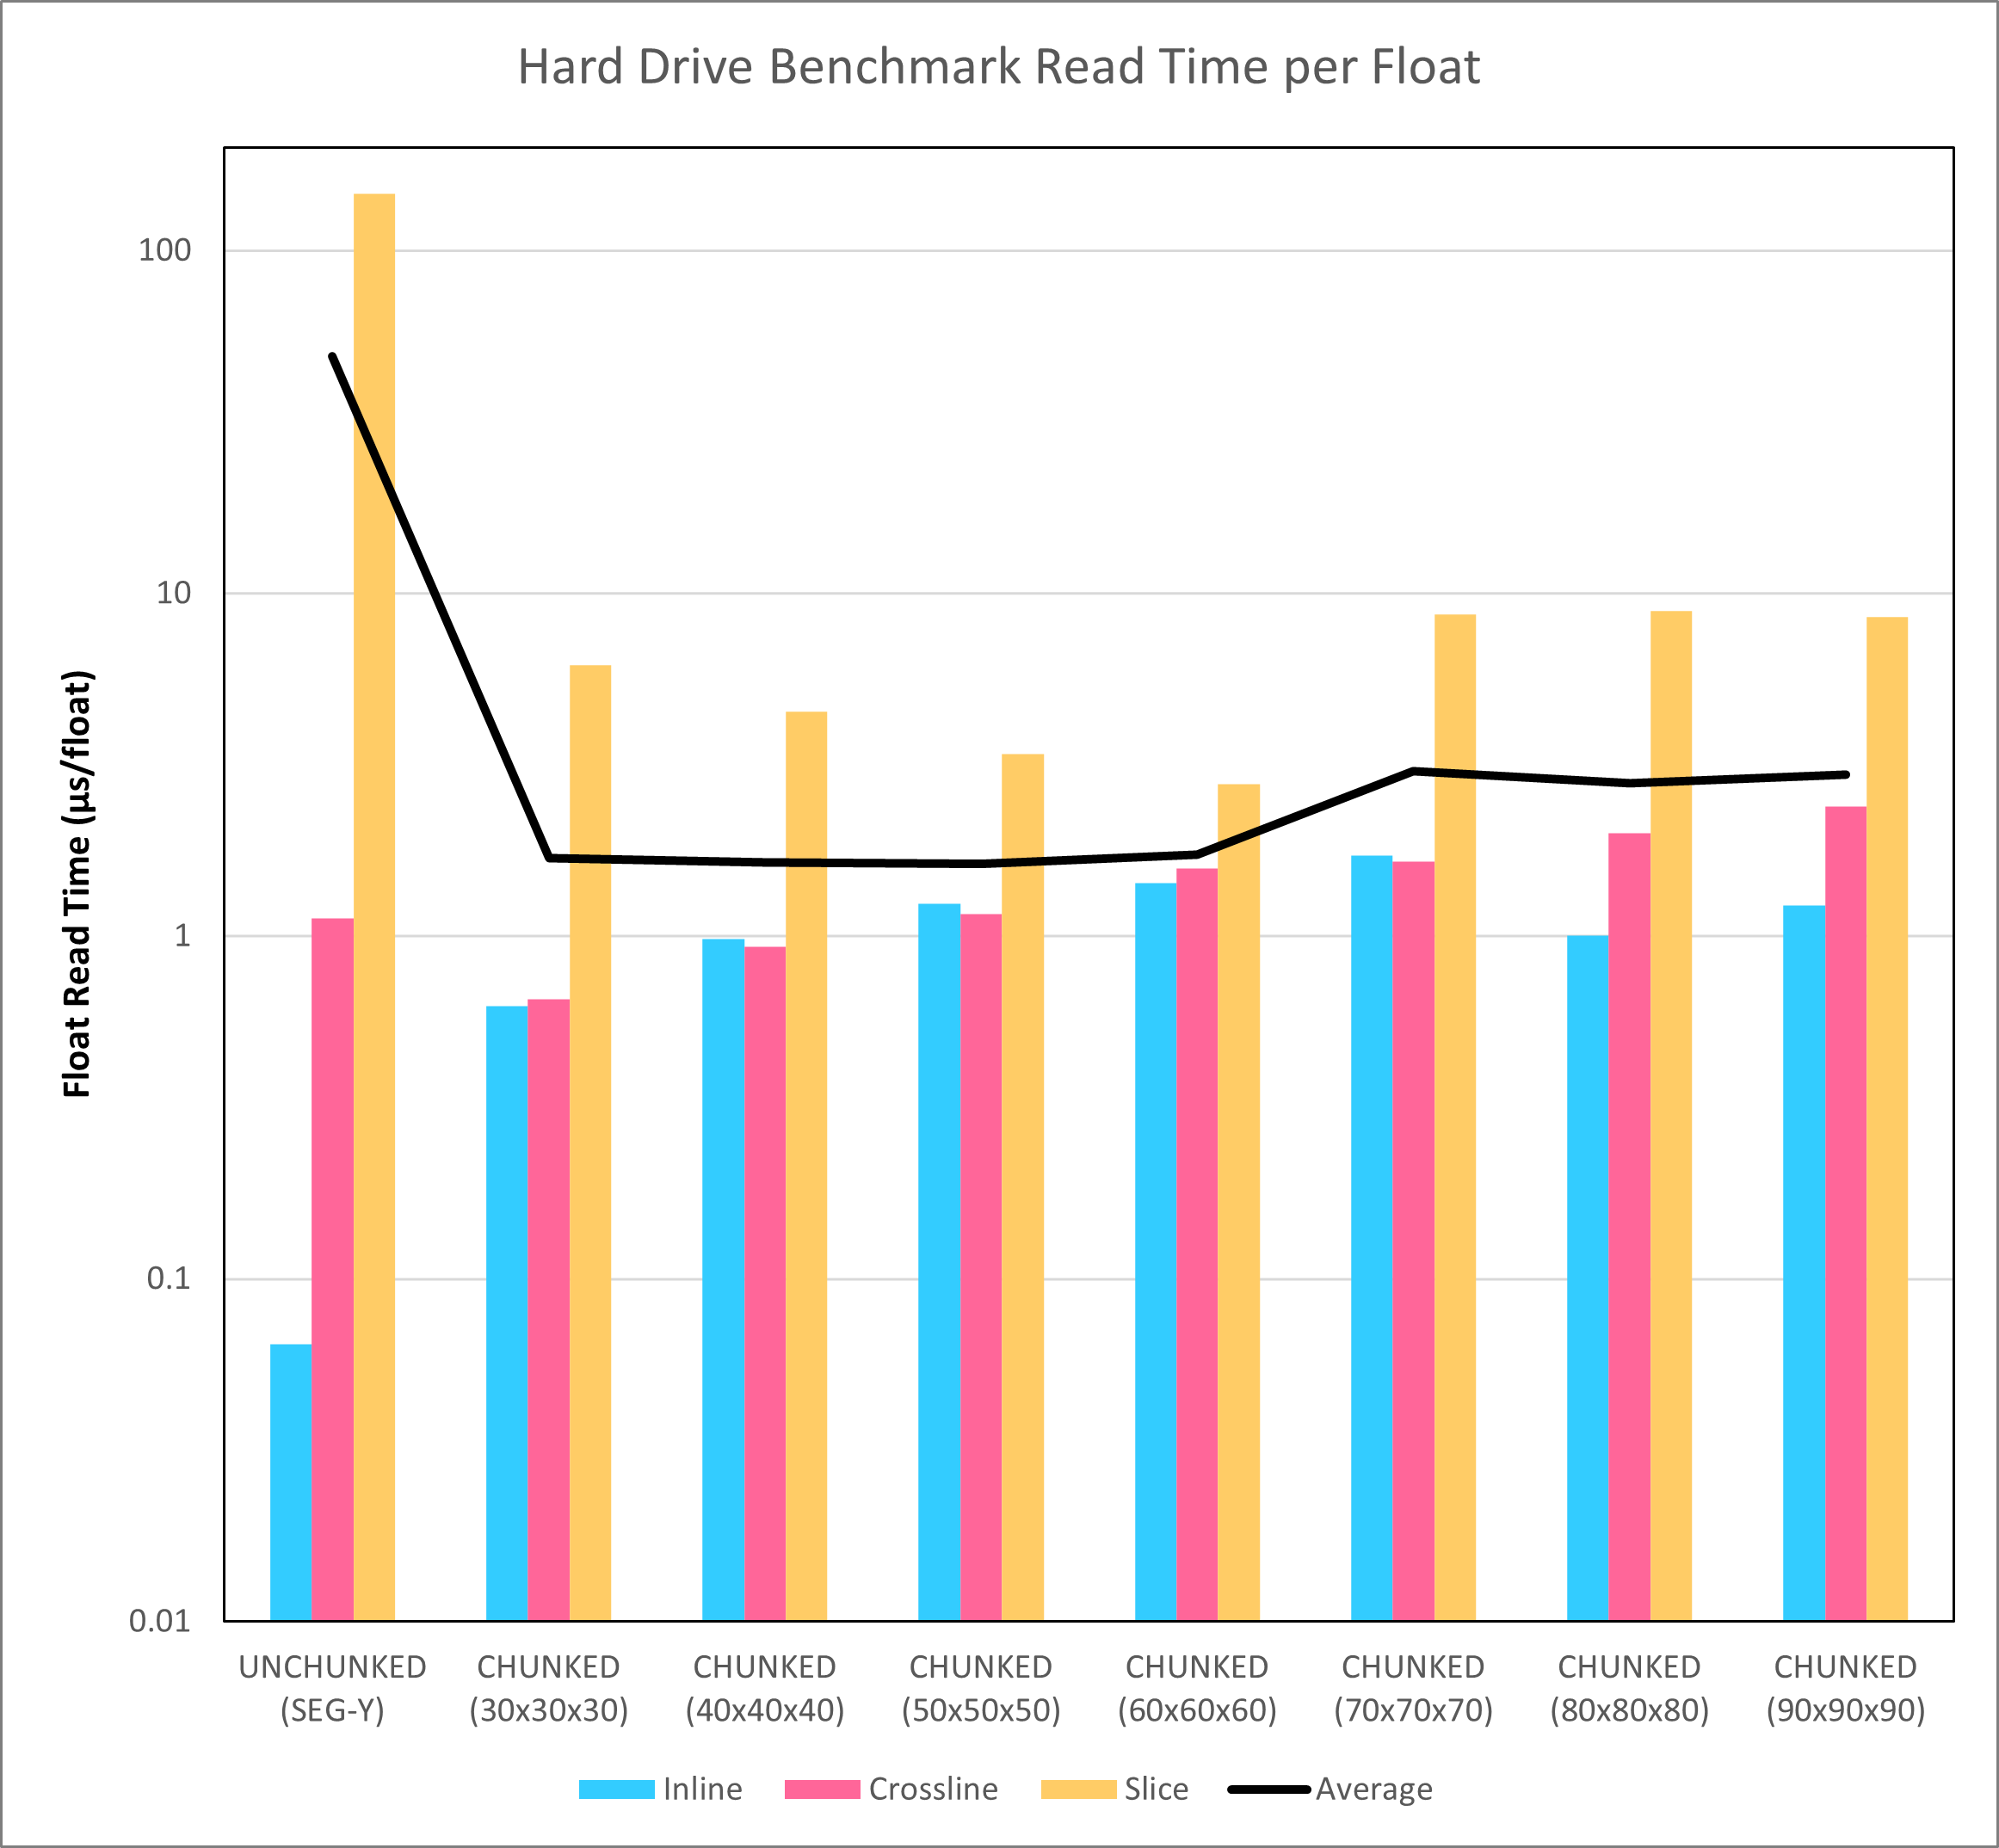 Hard Drive Benchmark Read Time per Float
Float Read Time (µs/float)
100
10
1
0.1
0.01
UNCHUNKED
(SEG-Y)
CHUNKED
(30x30x30)
CHUNKED
(40x40x40)
CHUNKED
(50x50x50)
CHUNKED
(60x60x60)
CHUNKED
(70x70x70)
CHUNKED
(80x80x80)
CHUNKED
(90x90x90)
Inline
Crossline
Slice
Average